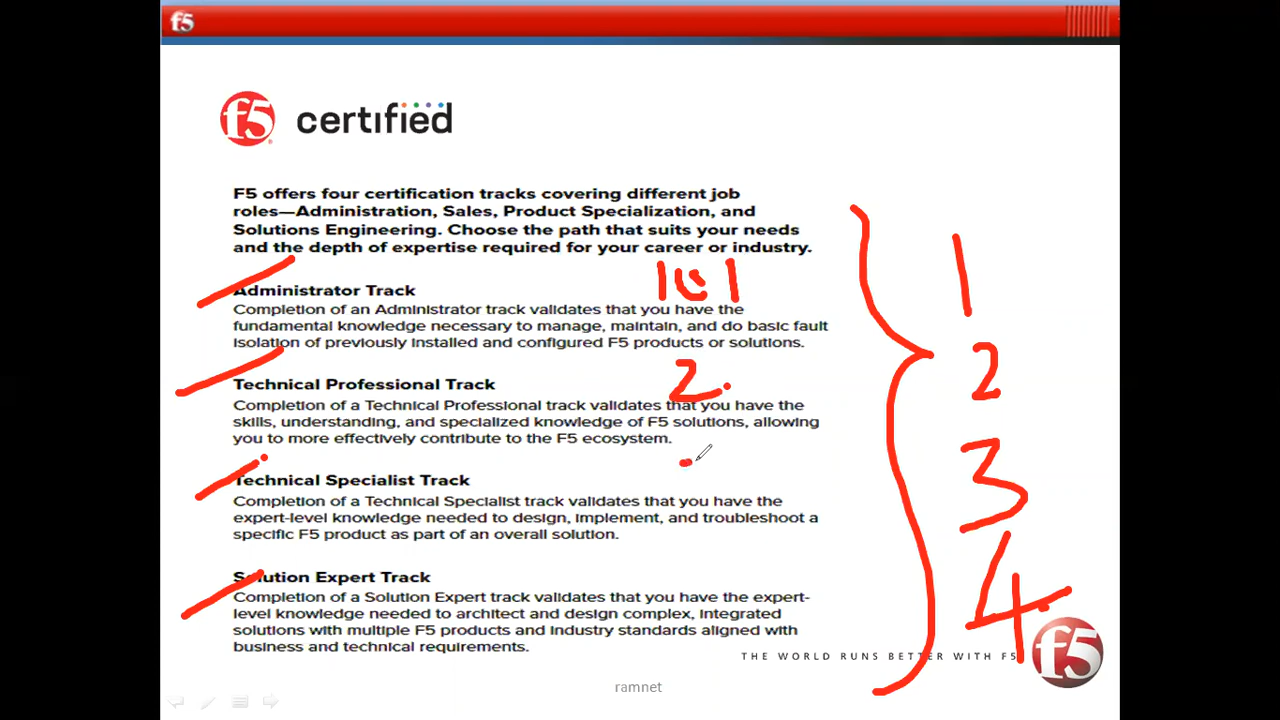 f5
f5 certified
F5 offers four certification tracks covering different job
roles—Administration, Sales, Product Specialization, and
Solutions Engineering. Choose the path that suits your needs
and the depth of expertise required for your career or industry.
101
1
Administrator Track
Completion of an Administrator track validates that you have the
fundamental knowledge necessary to manage, maintain, and do basic fault
isolation of previously installed and configured F5 products or solutions.
2.
2
Technical Professional Track
Completion of a Technical Professional track validates that you have the
skills, understanding, and specialized knowledge of F5 solutions, allowing
you to more effectively contribute to the F5 ecosystem.
3
Technical Specialist Track
Completion of a Technical Specialist track validates that you have the
expert-level knowledge needed to design, implement, and troubleshoot a
specific F5 product as part of an overall solution.
4
Solution Expert Track
Completion of a Solution Expert track validates that you have the expert-
level knowledge needed to architect and design complex, integrated
solutions with multiple F5 products and industry standards aligned with
business and technical requirements.
THE WORLD RUNS BETTER WITH F5
f5
ramnet